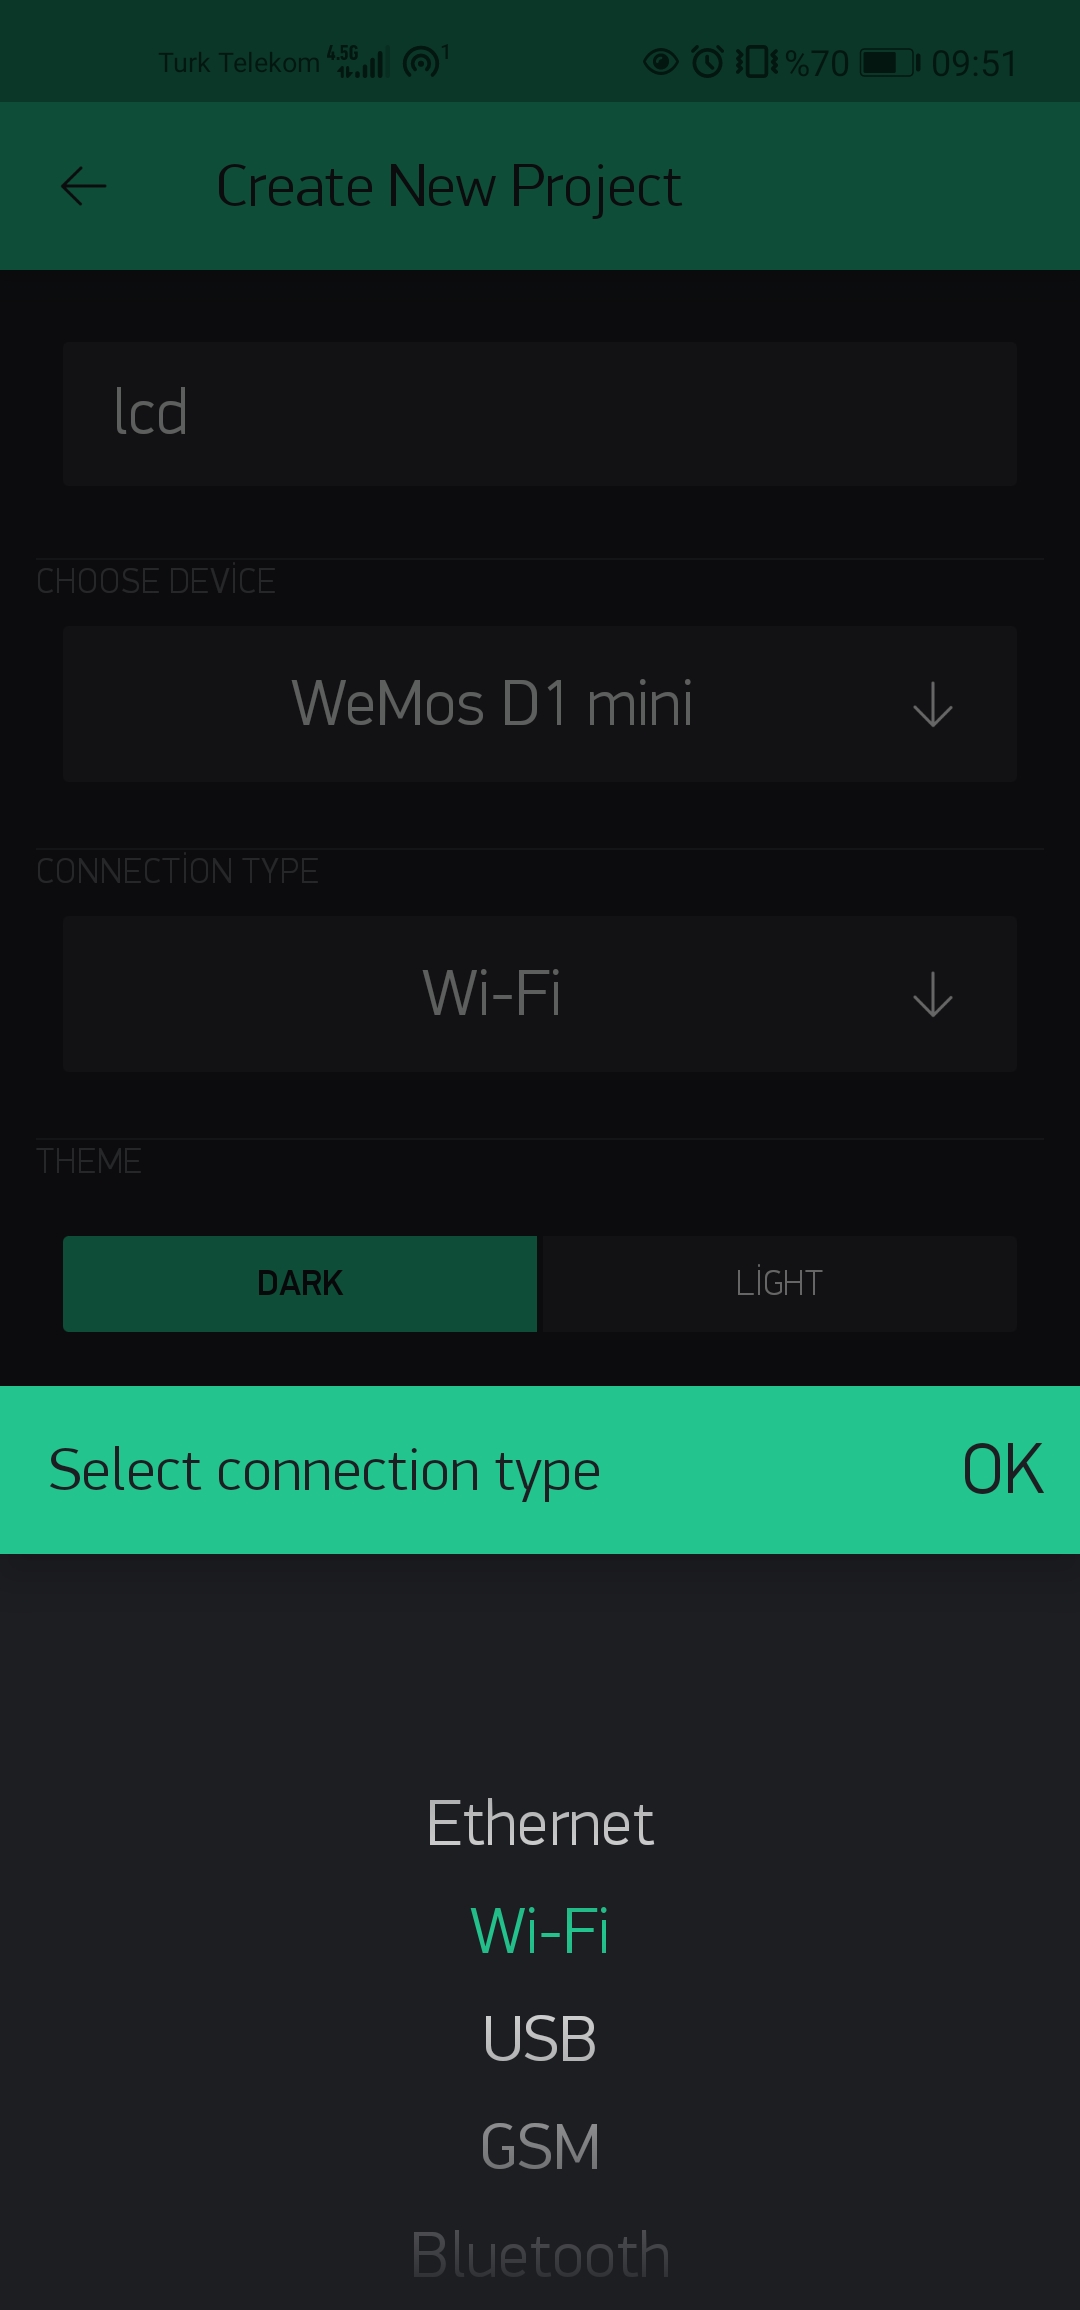 Turk Telekom 4.5G 1 %70 09:51
Create New Project
lcd
CHOOSE DEVİCE
WeMos D1 mini
CONNECTİON TYPE
Wi-Fi
THEME
DARK LİGHT
Select connection type OK
Ethernet
Wi-Fi
USB
GSM
Bluetooth